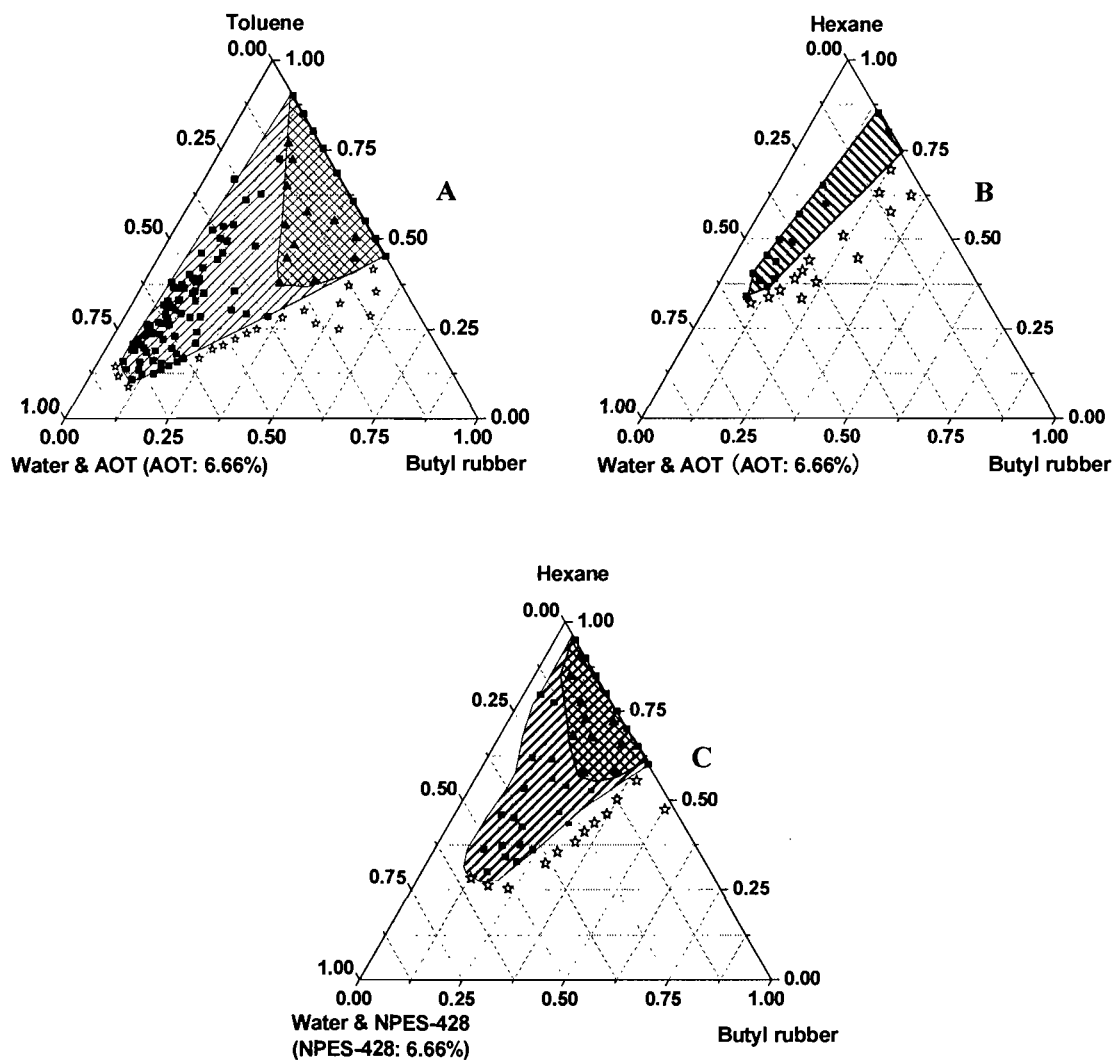 Toluene
0.00 1.00
0.25 0.75
A
0.50 0.50
0.75 0.25
1.00 0.00
0.00 0.25 0.50 0.75 1.00
Water & AOT (AOT: 6.66%) Butyl rubber
Hexane
0.00 1.00
0.25 0.75
B
0.50 0.50
0.75 0.25
1.00 0.00
0.00 0.25 0.50 0.75 1.00
Water & AOT (AOT: 6.66%) Butyl rubber
Hexane
0.00 1.00
0.25 0.75
C
0.50 0.50
0.75 0.25
1.00 0.00
0.00 0.25 0.50 0.75 1.00
Water & NPES-428 Butyl rubber
(NPES-428: 6.66%)